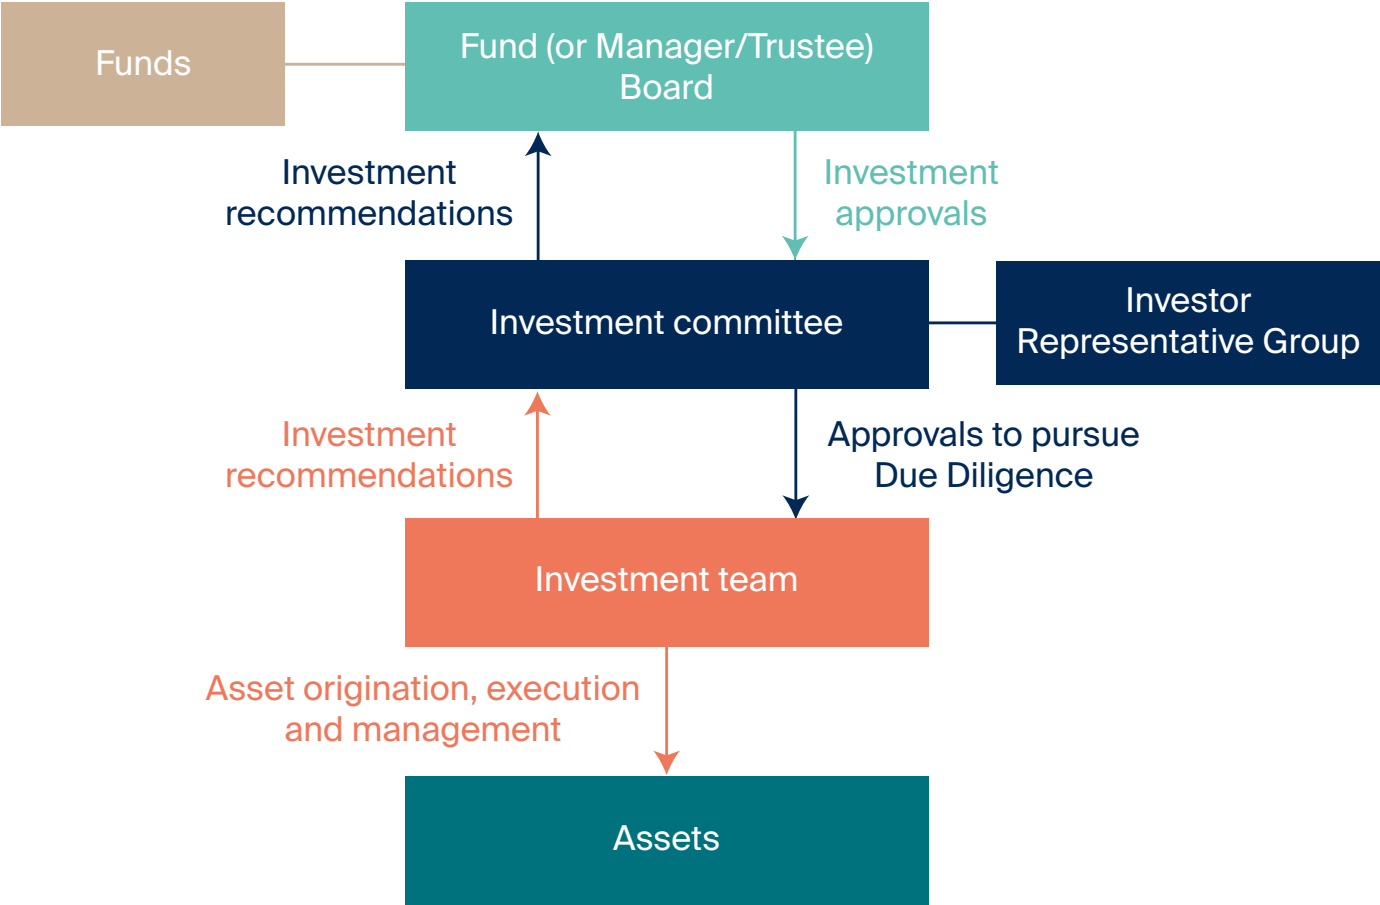 Funds
Fund (or Manager/Trustee)
Board
Investment
recommendations
Investment
approvals
Investment committee
Investor
Representative Group
Investment
recommendations
Approvals to pursue
Due Diligence
Investment team
Asset origination, execution
and management
Assets